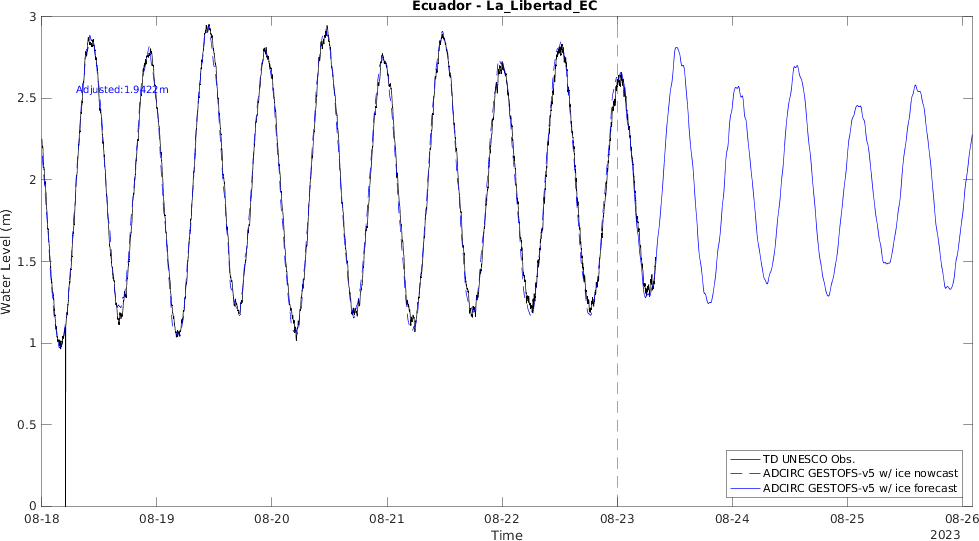 Ecuador - La_Libertad_EC
3
2.5
2
1.5
1
0.5
0
Water Level (m)
Adjusted:1.9422m
TD UNESCO Obs.
ADCIRC GESTOFS-v5 w/ ice nowcast
ADCIRC GESTOFS-v5 w/ ice forecast
08-18 08-19 08-20 08-21 08-22 08-23 08-24 08-25 08-26
Time
2023